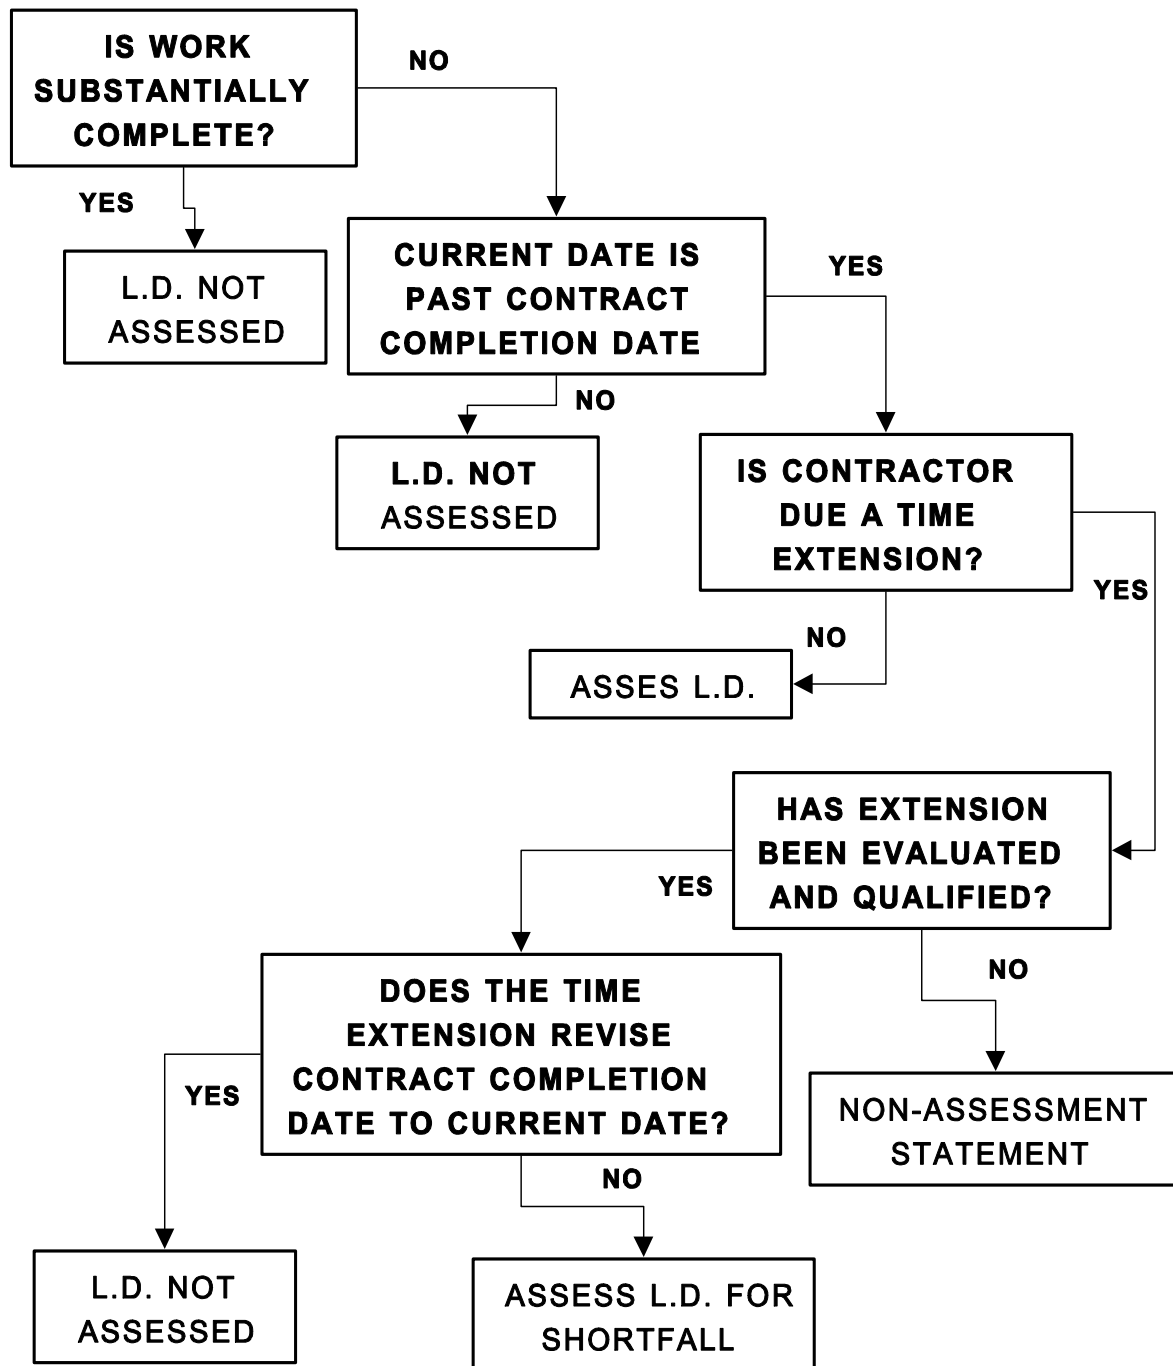 IS WORK
SUBSTANTIALLY
COMPLETE?
NO
YES
L.D. NOT
ASSESSED
CURRENT DATE IS
PAST CONTRACT
COMPLETION DATE
YES
NO
L.D. NOT
ASSESSED
IS CONTRACTOR
DUE A TIME
EXTENSION?
YES
NO
ASSES L.D.
HAS EXTENSION
BEEN EVALUATED
AND QUALIFIED?
YES
NO
DOES THE TIME
EXTENSION REVISE
CONTRACT COMPLETION
DATE TO CURRENT DATE?
YES
NO
NON-ASSESSMENT
STATEMENT
L.D. NOT
ASSESSED
ASSESS L.D. FOR
SHORTFALL